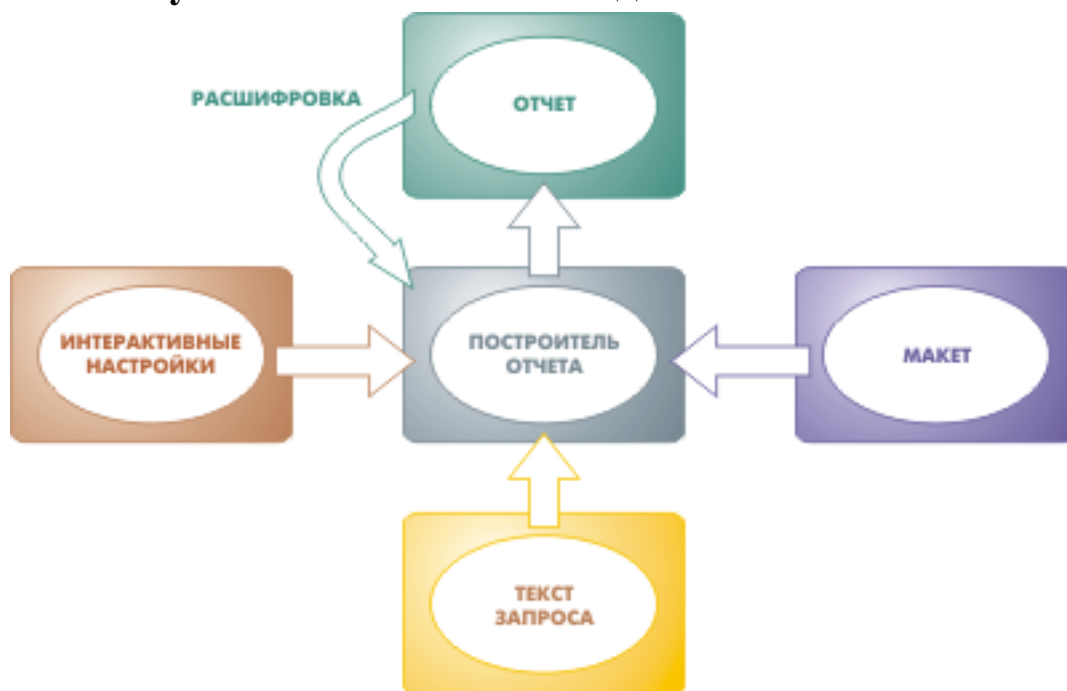 РАСШИФРОВКА
ОТЧЕТ
ИНТЕРАКТИВНЫЕ
НАСТРОЙКИ
ПОСТРОИТЕЛЬ
ОТЧЕТА
МАКЕТ
ТЕКСТ
ЗАПРОСА